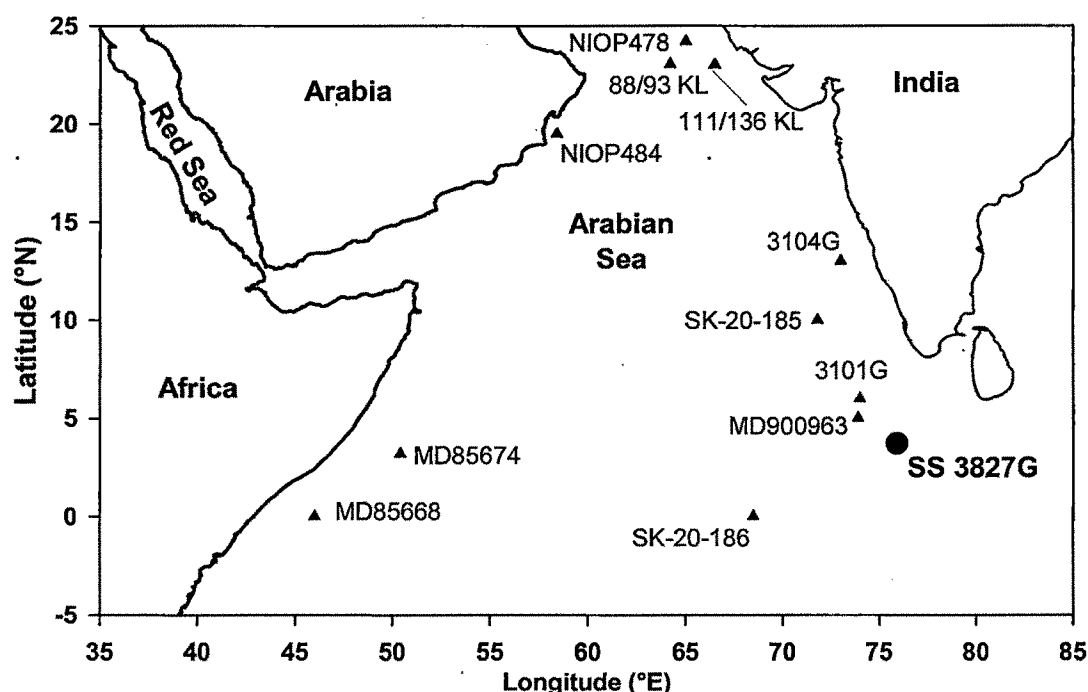 25
20
15
10
5
0
-5
Latitude (°N)
NIOP478
88/93 KL
111/136 KL
India
Arabia
Red Sea
NIOP484
Arabian
Sea
3104G
SK-20-185
3101G
Africa
MD900963
SS 3827G
MD85674
MD85668
SK-20-186
35 40 45 50 55 60 65 70 75 80 85
Longitude (°E)